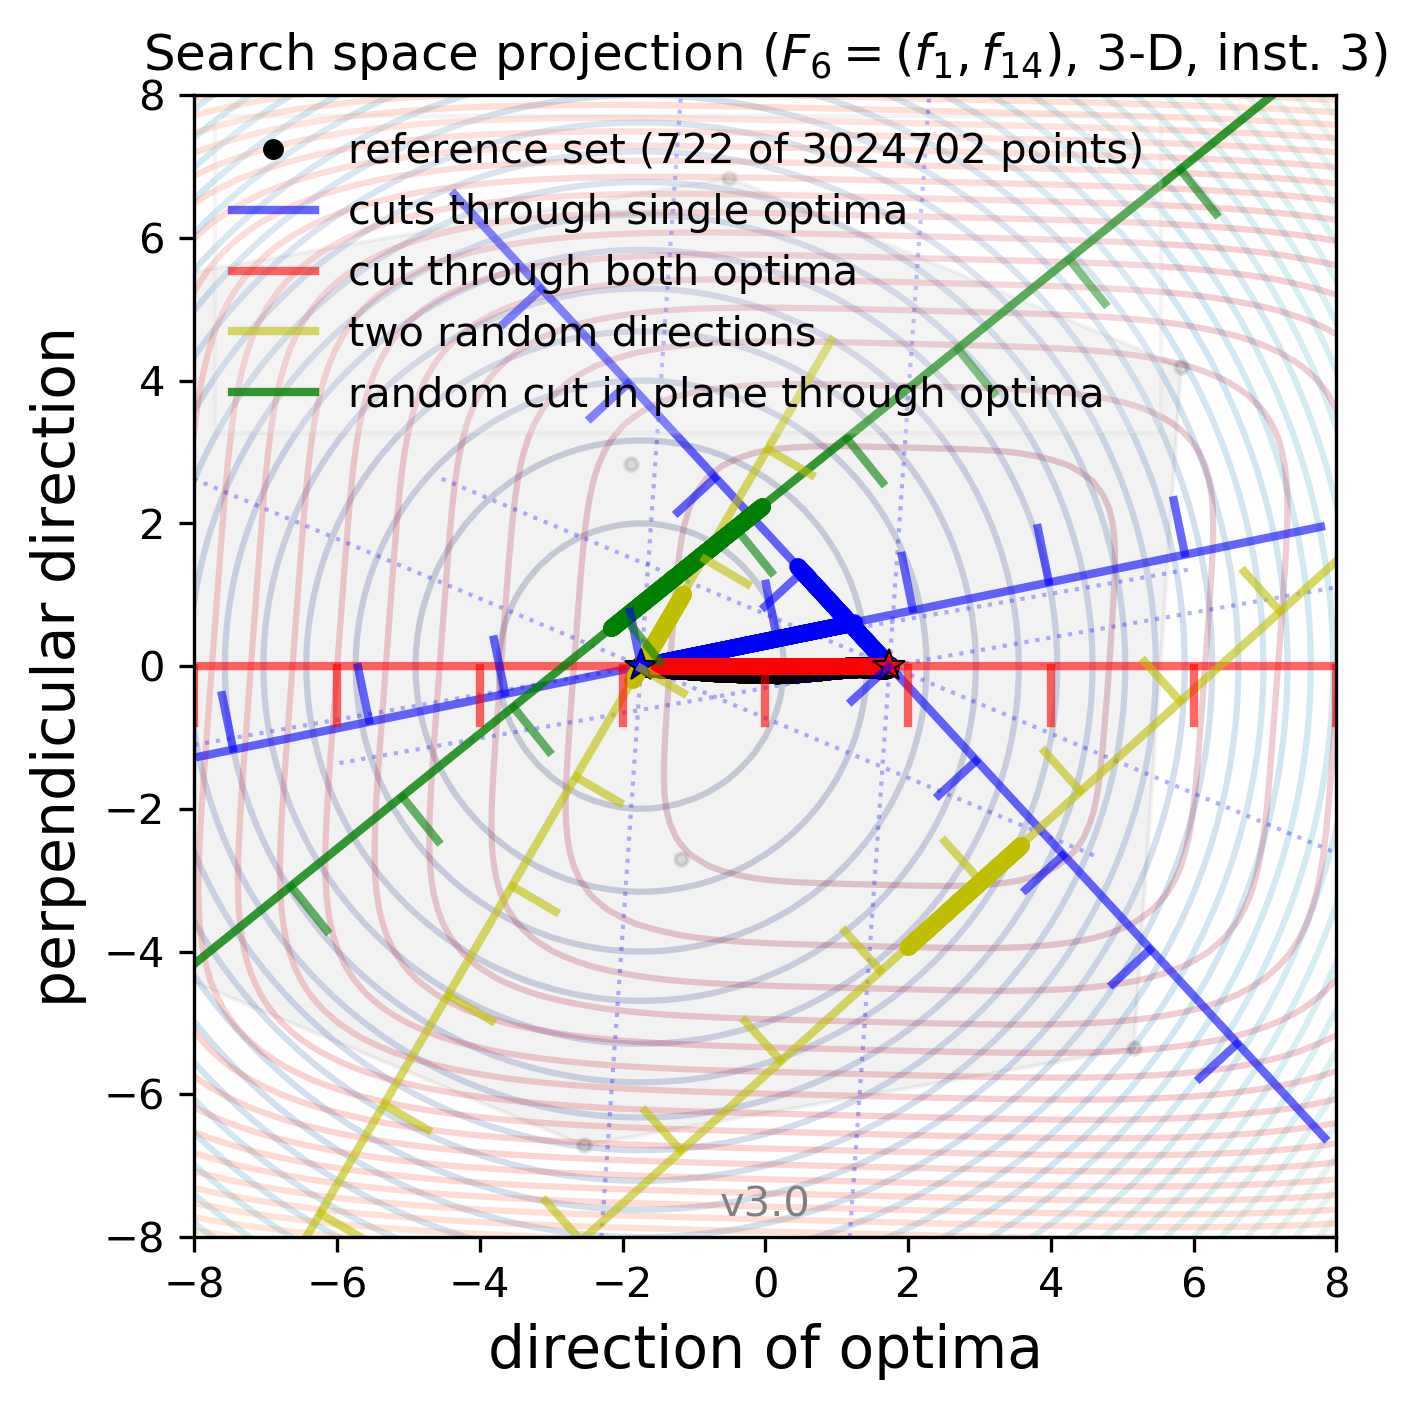 Search space projection (F₆ = (f₁, f₁₄), 3-D, inst. 3)
reference set (722 of 3024702 points)
cuts through single optima
cut through both optima
two random directions
random cut in plane through optima
perpendicular direction
8
6
4
2
0
−2
−4
−6
−8
v3.0
−8 −6 −4 −2 0 2 4 6 8
direction of optima